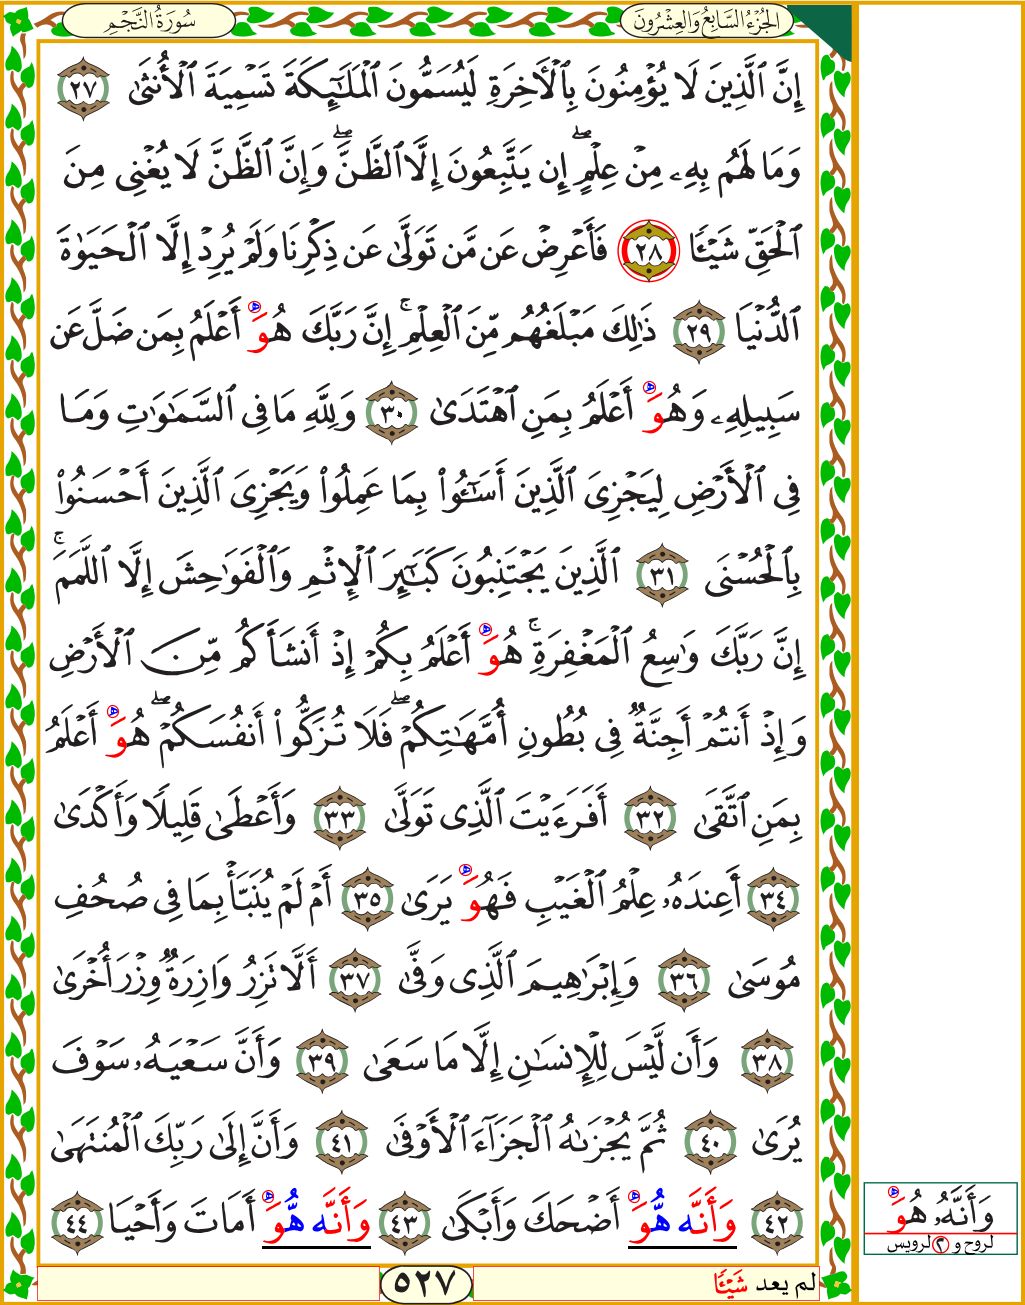 سُورَةُ النَّجْمِ
الجُزْءُ السَّابِعُ وَالعِشْرُونَ
إِنَّ ٱلَّذِينَ لَا يُؤْمِنُونَ بِٱلْأَخِرَةِ لَيُسَمُّونَ ٱلْمَلَٰٓئِكَةَ تَسْمِيَةَ ٱلْأُنثَىٰ ٢٧
وَمَا لَهُم بِهِۦ مِنْ عِلْمٍۖ إِن يَتَّبِعُونَ إِلَّا ٱلظَّنَّۖ وَإِنَّ ٱلظَّنَّ لَا يُغْنِى مِنَ
ٱلْحَقِّ شَيْـًٔا ٢٨ فَأَعْرِضْ عَن مَّن تَوَلَّىٰ عَن ذِكْرِنَا وَلَمْ يُرِدْ إِلَّا ٱلْحَيَوٰةَ
ٱلدُّنْيَا ٢٩ ذَٰلِكَ مَبْلَغُهُم مِّنَ ٱلْعِلْمِۚ إِنَّ رَبَّكَ هُوَ أَعْلَمُ بِمَن ضَلَّ عَن
سَبِيلِهِۦ وَهُوَ أَعْلَمُ بِمَنِ ٱهْتَدَىٰ ٣٠ وَلِلَّهِ مَا فِى ٱلسَّمَٰوَٰتِ وَمَا
فِى ٱلْأَرْضِ لِيَجْزِىَ ٱلَّذِينَ أَسَٰٓـُٔوا۟ بِمَا عَمِلُوا۟ وَيَجْزِىَ ٱلَّذِينَ أَحْسَنُوا۟
بِٱلْحُسْنَى ٣١ ٱلَّذِينَ يَجْتَنِبُونَ كَبَٰٓئِرَ ٱلْإِثْمِ وَٱلْفَوَٰحِشَ إِلَّا ٱللَّمَمَۚ
إِنَّ رَبَّكَ وَٰسِعُ ٱلْمَغْفِرَةِۚ هُوَ أَعْلَمُ بِكُمْ إِذْ أَنشَأَكُم مِّنَ ٱلْأَرْضِ
وَإِذْ أَنتُمْ أَجِنَّةٌ فِى بُطُونِ أُمَّهَٰتِكُمْۖ فَلَا تُزَكُّوٓا۟ أَنفُسَكُمْۖ هُوَ أَعْلَمُ
بِمَنِ ٱتَّقَىٰ ٣٢ أَفَرَءَيْتَ ٱلَّذِى تَوَلَّىٰ ٣٣ وَأَعْطَىٰ قَلِيلًا وَأَكْدَىٰ
٣٤ أَعِندَهُۥ عِلْمُ ٱلْغَيْبِ فَهُوَ يَرَىٰ ٣٥ أَمْ لَمْ يُنَبَّأْ بِمَا فِى صُحُفِ
مُوسَىٰ ٣٦ وَإِبْرَٰهِيمَ ٱلَّذِى وَفَّىٰ ٣٧ أَلَّا تَزِرُ وَازِرَةٌ وِزْرَ أُخْرَىٰ
٣٨ وَأَن لَّيْسَ لِلْإِنسَٰنِ إِلَّا مَا سَعَىٰ ٣٩ وَأَنَّ سَعْيَهُۥ سَوْفَ
يُرَىٰ ٤٠ ثُمَّ يُجْزَىٰهُ ٱلْجَزَآءَ ٱلْأَوْفَىٰ ٤١ وَأَنَّ إِلَىٰ رَبِّكَ ٱلْمُنتَهَىٰ
٤٢ وَأَنَّه هُّوَ أَضْحَكَ وَأَبْكَىٰ ٤٣ وَأَنَّه هُّوَ أَمَاتَ وَأَحْيَا ٤٤
وَأَنَّهُۥ هُوَ
لروح و ٢ لرويس
لم يعد شَيْـًٔا
٥٢٧